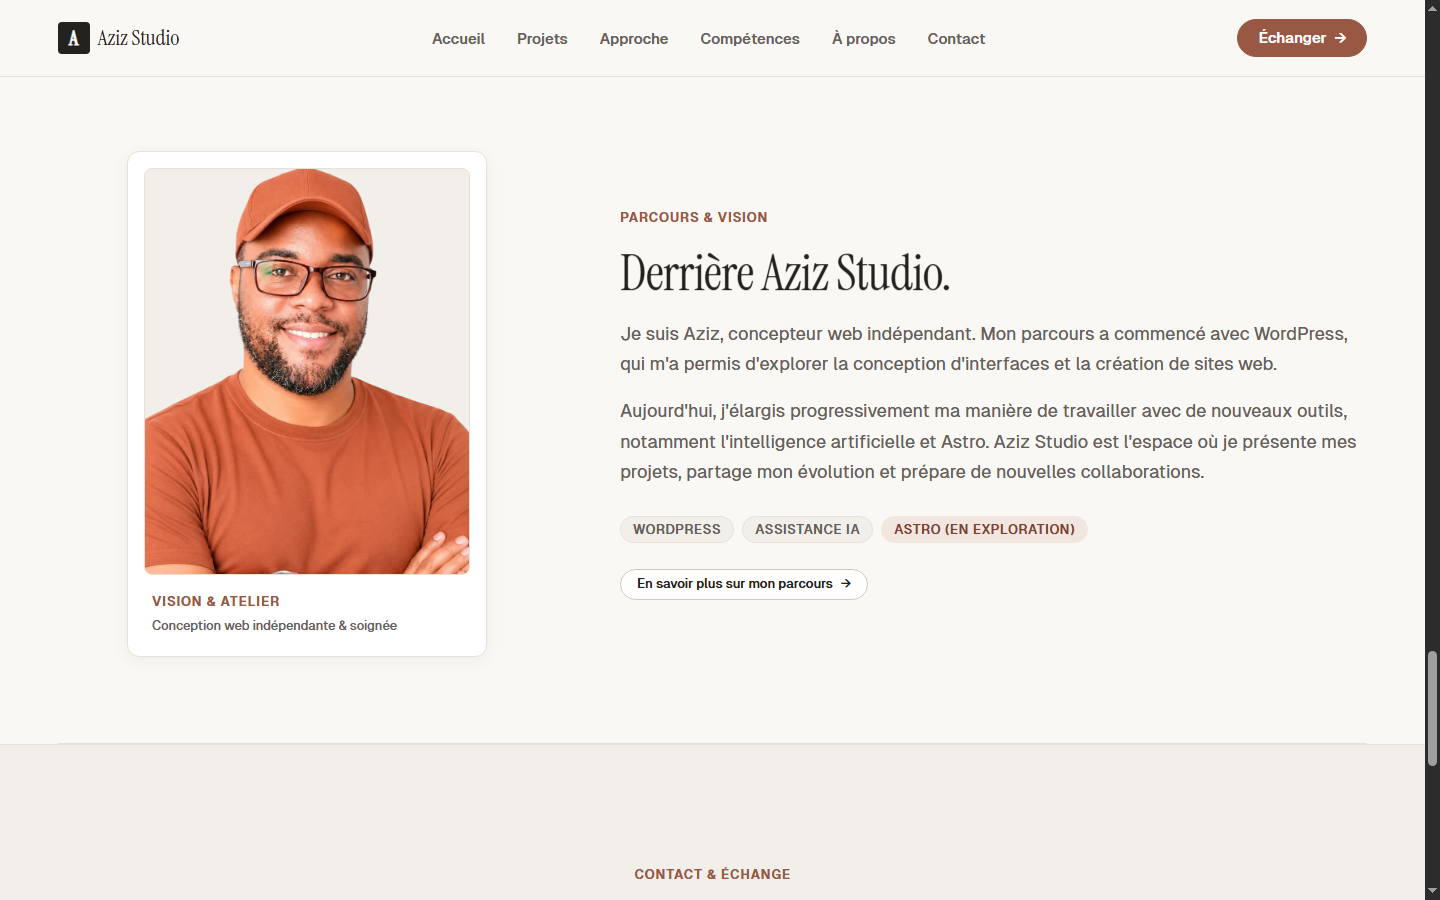 A Aziz Studio
Accueil Projets Approche Compétences À propos Contact
Échanger →
VISION & ATELIER
Conception web indépendante & soignée
PARCOURS & VISION
Derrière Aziz Studio.
Je suis Aziz, concepteur web indépendant. Mon parcours a commencé avec WordPress,
qui m'a permis d'explorer la conception d'interfaces et la création de sites web.
Aujourd'hui, j'élargis progressivement ma manière de travailler avec de nouveaux outils,
notamment l'intelligence artificielle et Astro. Aziz Studio est l'espace où je présente mes
projets, partage mon évolution et prépare de nouvelles collaborations.
WORDPRESS ASSISTANCE IA ASTRO (EN EXPLORATION)
En savoir plus sur mon parcours →
CONTACT & ÉCHANGE